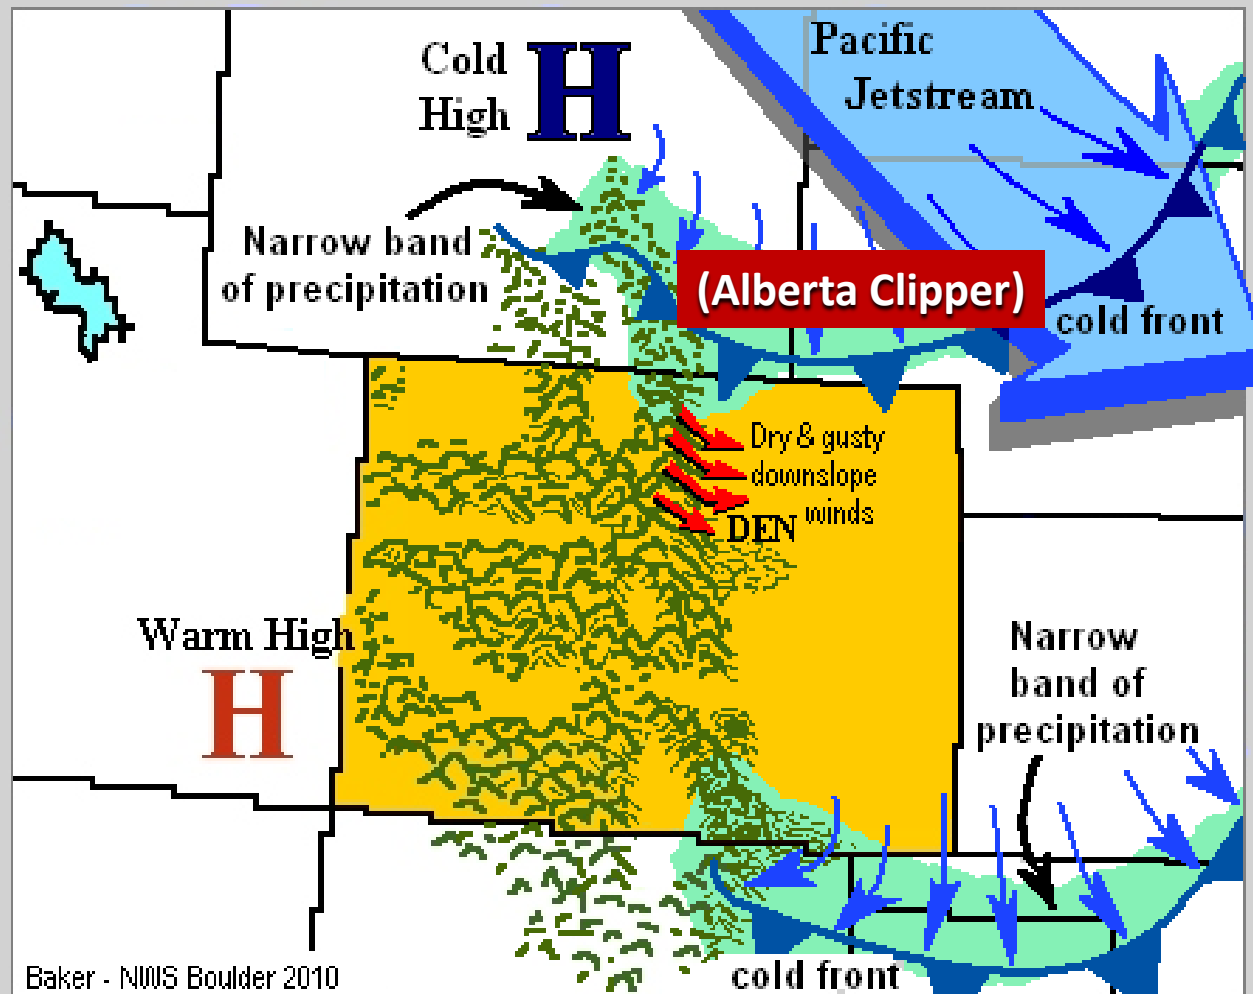 Pacific
Jetstream
Cold
High
H
Narrow band
of precipitation
(Alberta Clipper)
cold front
Dry & gusty
downslope
winds
DEN
Warm High
H
Narrow
band of
precipitation
cold front
Baker - NWS Boulder 2010